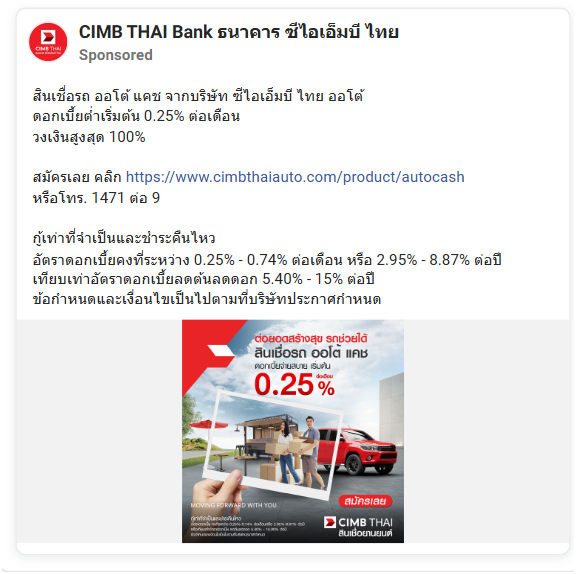 CIMB THAI Bank ธนาคาร ซีไอเอ็มบี ไทย
Sponsored
สินเชื่อรถ ออโต้ แคช จากบริษัท ซีไอเอ็มบี ไทย ออโต้
ดอกเบี้ยต่ำเริ่มต้น 0.25% ต่อเดือน
วงเงินสูงสุด 100%
สมัครเลย คลิก https://www.cimbthaiauto.com/product/autocash
หรือโทร. 1471 ต่อ 9
กู้เท่าที่จำเป็นและชำระคืนไหว
อัตราดอกเบี้ยคงที่ระหว่าง 0.25% - 0.74% ต่อเดือน หรือ 2.95% - 8.87% ต่อปี
เทียบเท่าอัตราดอกเบี้ยลดต้นลดดอก 5.40% - 15% ต่อปี
ข้อกำหนดและเงื่อนไขเป็นไปตามที่บริษัทประกาศกำหนด
ต่อยอดสร้างสุข รถช่วยได้
สินเชื่อรถ ออโต้ แคช
ดอกเบี้ยจ่ายสบาย เริ่มต้น
0.25% ต่อเดือน
MOVING FORWARD WITH YOU
สมัครเลย
CIMB THAI
สินเชื่อยานยนต์
CIMB THAI